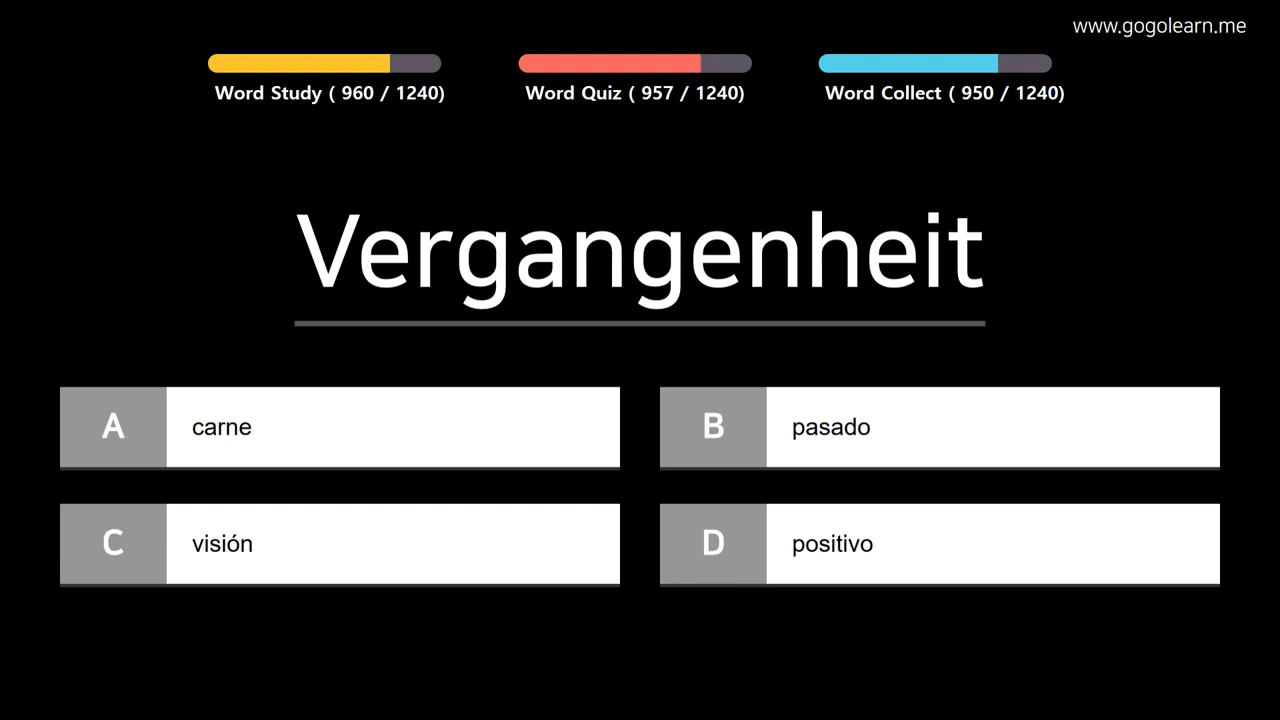 www.gogolearn.me
Word Study ( 960 / 1240)
Word Quiz ( 957 / 1240)
Word Collect ( 950 / 1240)
Vergangenheit
A carne
B pasado
C visión
D positivo